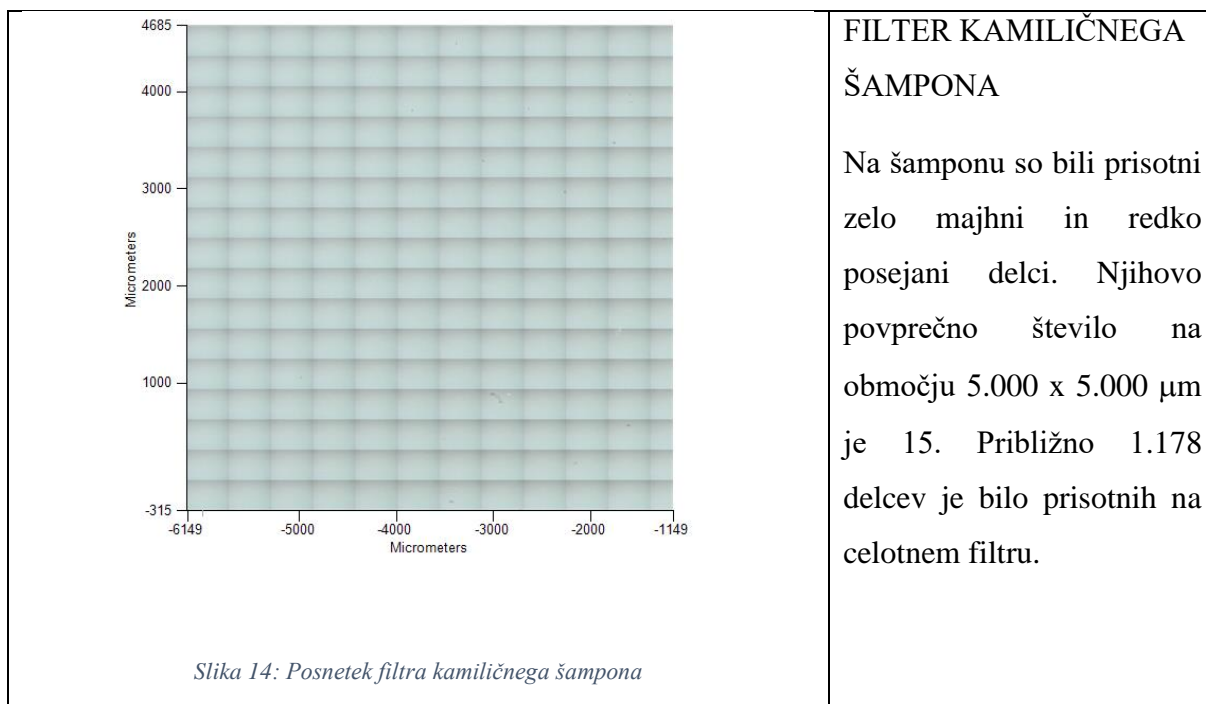 4685
4000
3000
2000
1000
-315
Micrometers
-6149
-5000
-4000
-3000
-2000
-1149
Micrometers
Slika 14: Posnetek filtra kamiličnega šampona
FILTER KAMILIČNEGA
ŠAMPONA
Na šamponu so bili prisotni
zelo majhni in redko
posejani delci. Njihovo
povprečno število na
območju 5.000 x 5.000 μm
je 15. Približno 1.178
delcev je bilo prisotnih na
celotnem filtru.